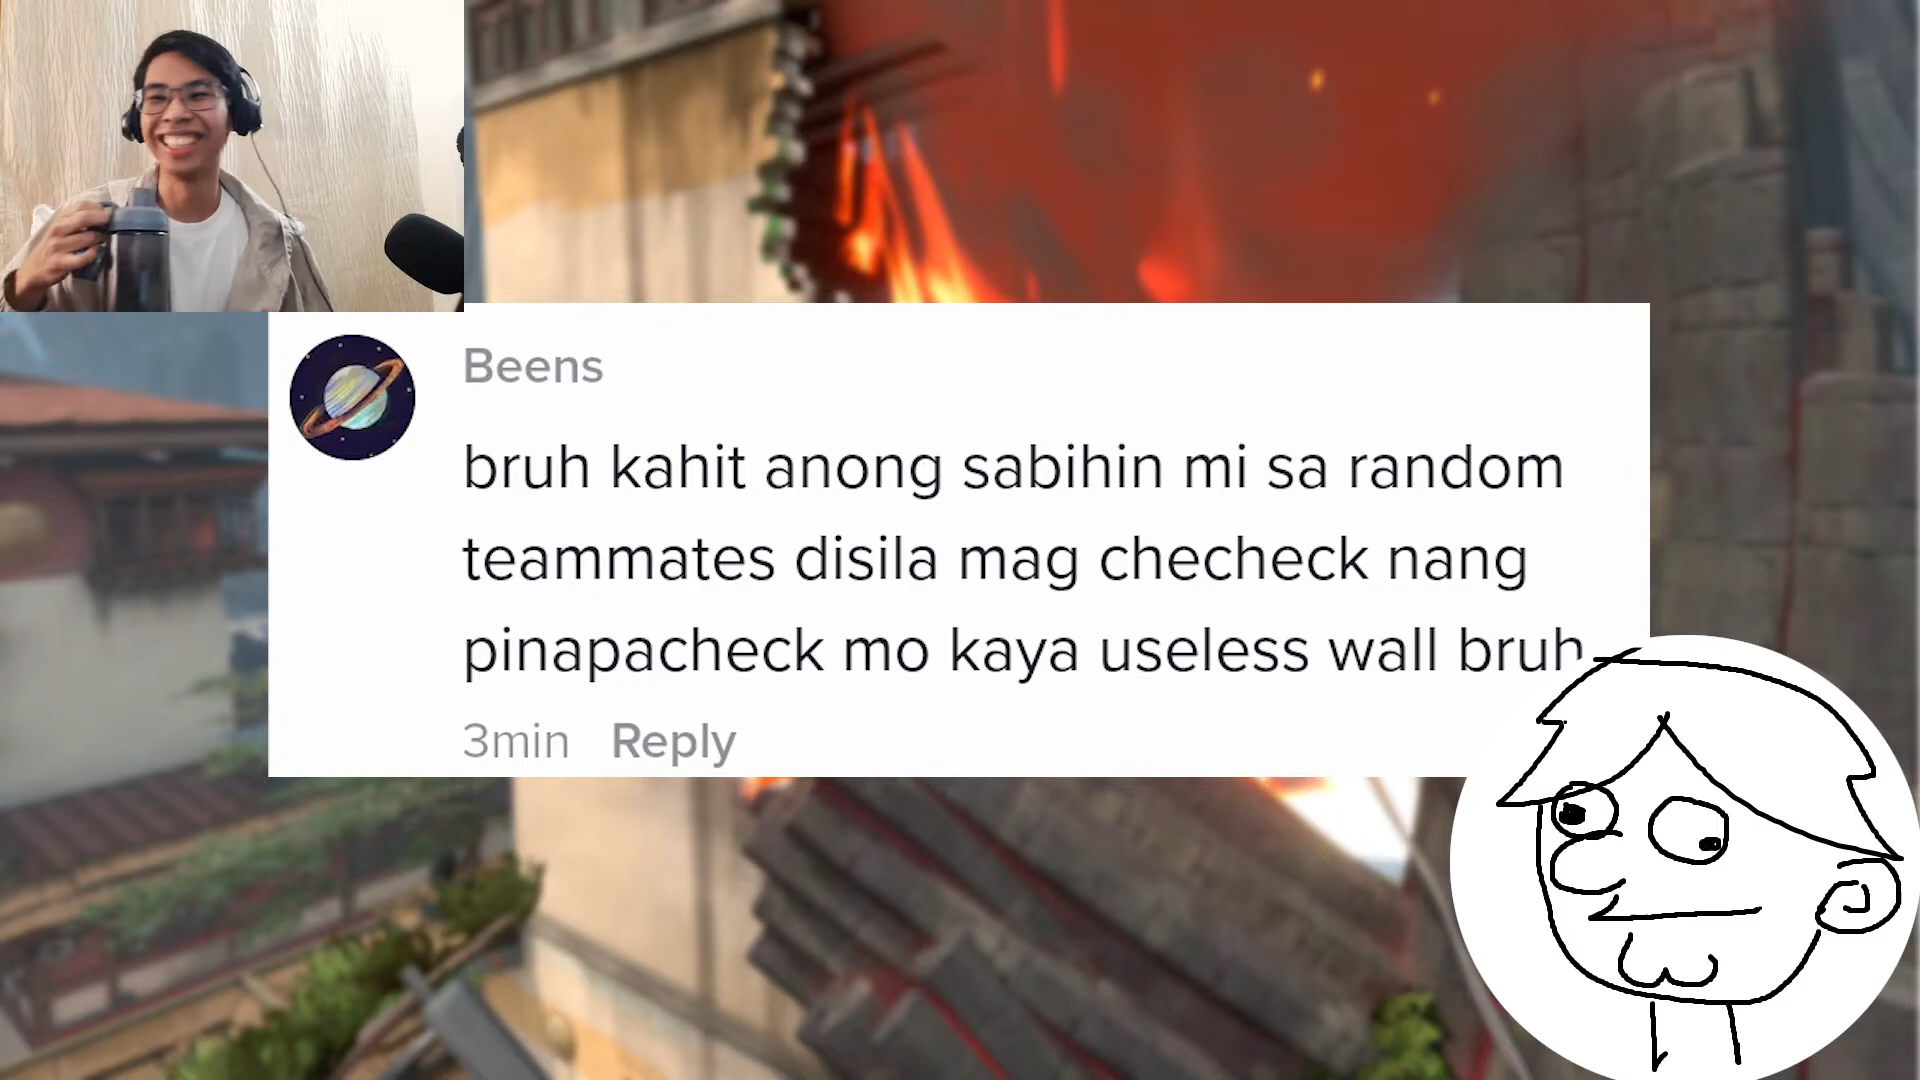 Beens
bruh kahit anong sabihin mi sa random
teammates disila mag checheck nang
pinapacheck mo kaya useless wall bruh
3min Reply